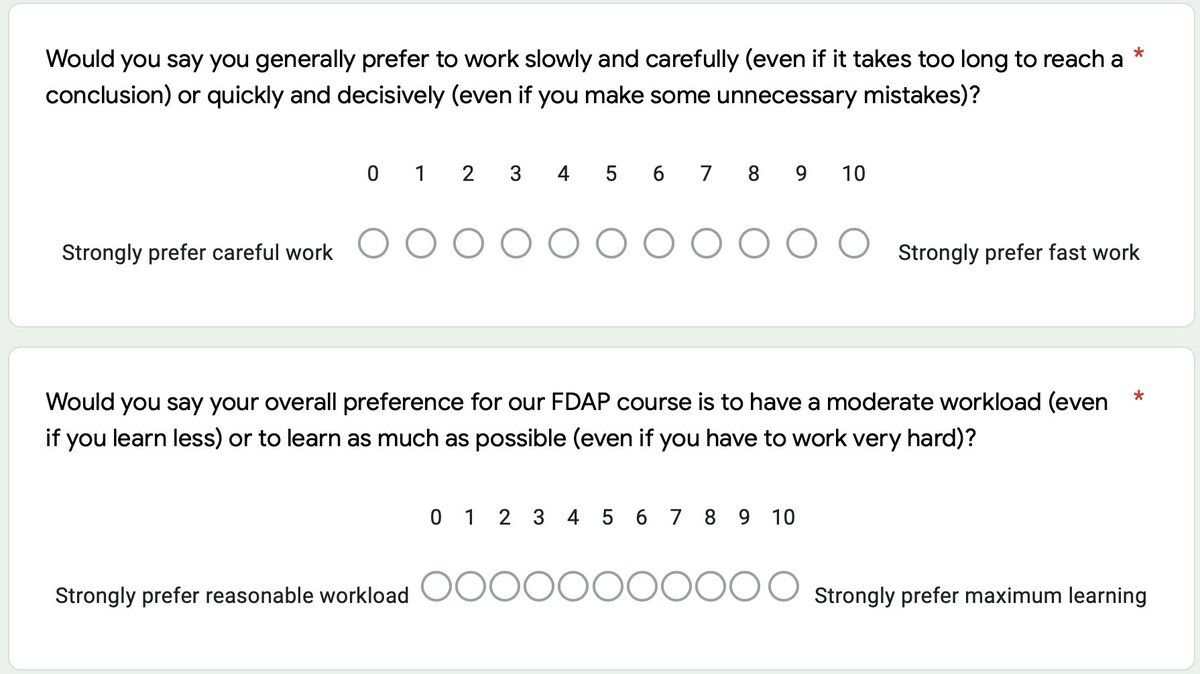 Would you say you generally prefer to work slowly and carefully (even if it takes too long to reach a *
conclusion) or quickly and decisively (even if you make some unnecessary mistakes)?
0 1 2 3 4 5 6 7 8 9 10
Strongly prefer careful work
Strongly prefer fast work
Would you say your overall preference for our FDAP course is to have a moderate workload (even *
if you learn less) or to learn as much as possible (even if you have to work very hard)?
0 1 2 3 4 5 6 7 8 9 10
Strongly prefer reasonable workload
Strongly prefer maximum learning